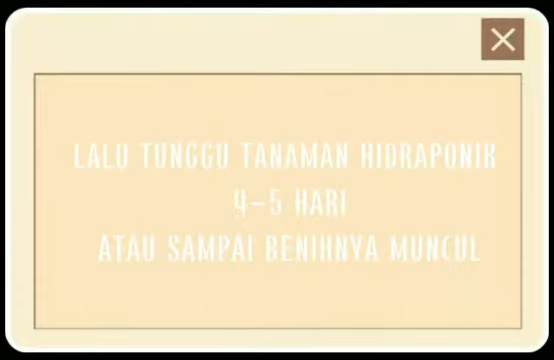 LALU TUNGGU TANAMAN HIDRAPONIK
4-5 HARI
ATAU SAMPAI BENIHNYA MUNCUL